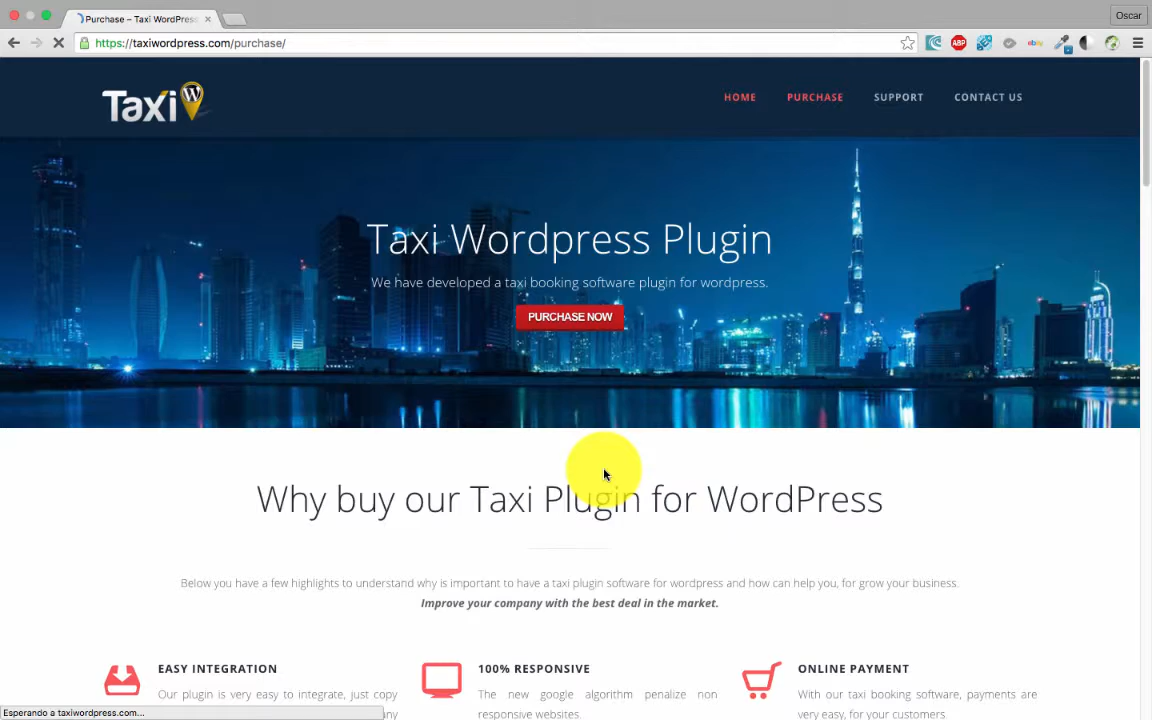 Purchase – Taxi WordPress
Oscar
https://taxiwordpress.com/purchase/
ABP
ebay
Taxi W
HOME
PURCHASE
SUPPORT
CONTACT US
Taxi Wordpress Plugin
We have developed a taxi booking software plugin for wordpress.
PURCHASE NOW
Why buy our Taxi Plugin for WordPress
Below you have a few highlights to understand why is important to have a taxi plugin software for wordpress and how can help you, for grow your business.
Improve your company with the best deal in the market.
EASY INTEGRATION
Our plugin is very easy to integrate, just copy
any
100% RESPONSIVE
The new google algorithm penalize non
responsive websites.
ONLINE PAYMENT
With our taxi booking software, payments are
very easy, for your customers.
Esperando a taxiwordpress.com...